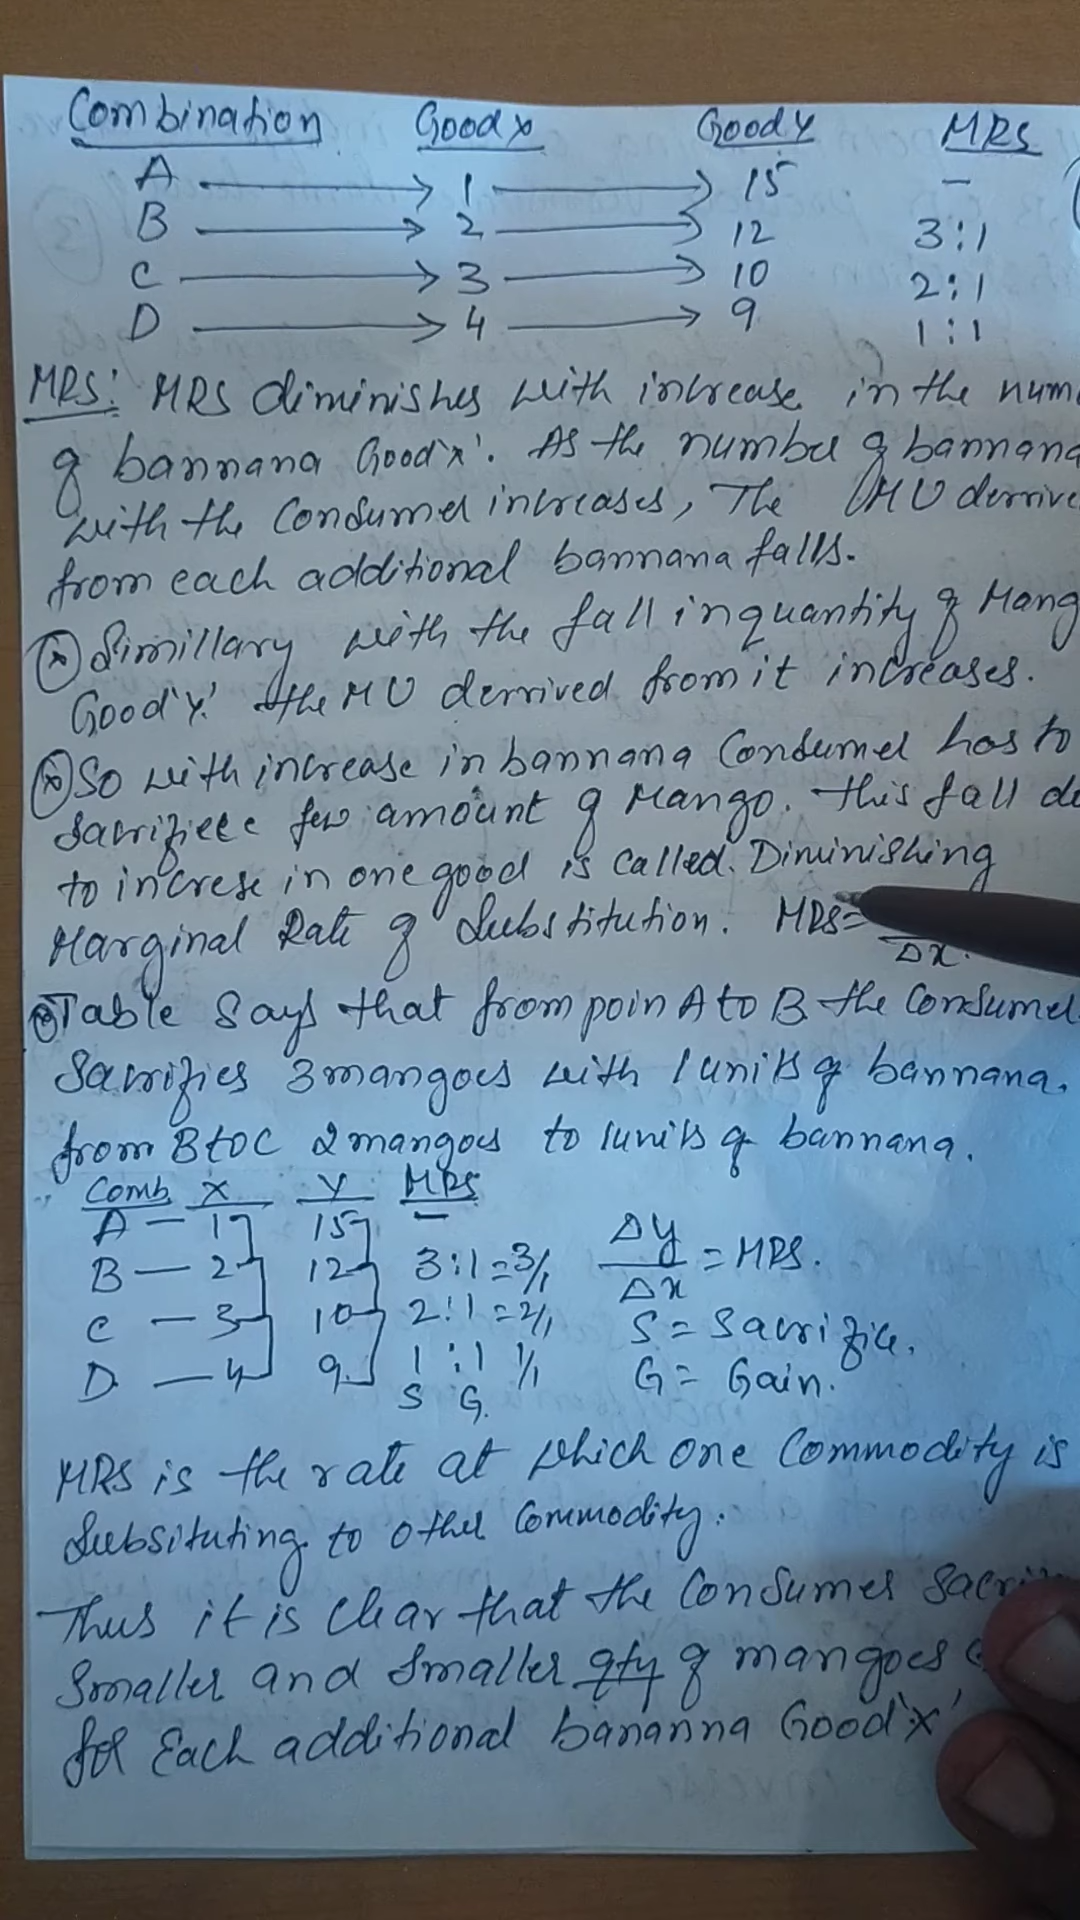 Combination Good x Good Y MRS
A 1 15 –
B 2 12 3:1
C 3 10 2:1
D 4 9 1:1
MRS: MRS diminishes with increase in the num
of bannana Good 'x'. As the number of bannana
with the Consumer increases, The MU derrive
from each additional bannana falls.
Simillary with the fall in quantity of Mang
Good 'Y' the MU derrived from it increases.
So with increase in bannana Consumer has to
few amount of Mango. this fall d
to increse in one good is called Diminishing
Marginal Rate of Substitution. MRS= Δx.
Table Says that from poin A to B the Consumer
Sacrifies 3 mangoes with 1 units of bannana.
from B to C 2 mangoes to 1 units of bannana.
Comb X Y MRS
A – 1 15 –
B – 2 12 3:1 = 3/1 Δy/Δx = MRS.
C – 3 10 2:1 = 2/1 S = Sacrifice.
D – 4 9 1:1 1/1 G = Gain.
S G.
MRS is the rate at which one Commodity is
Subsituting to other Commodity.
Thus it is clear that the Consumer
Smaller and Smaller qty of mangoes
for Each additional bananna Good 'x'